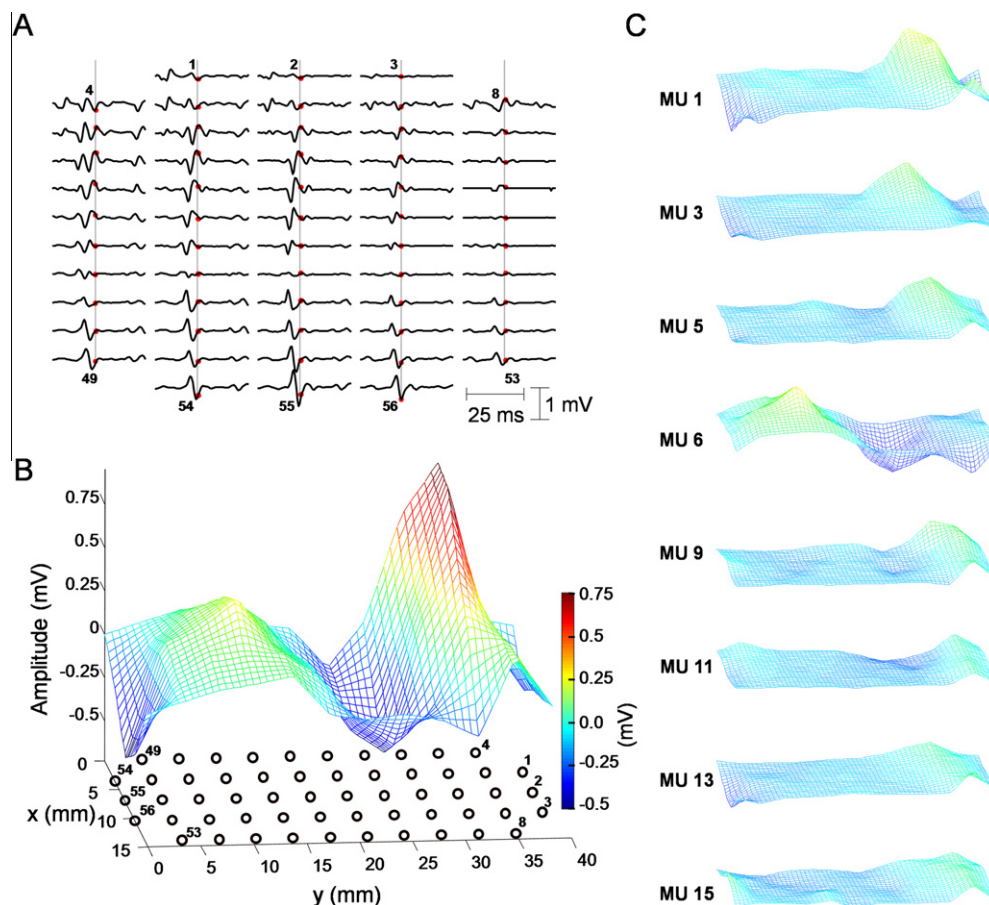 A
1 2 3
4 8
49 53
54 55 56
25 ms
1 mV
B
0.75
0.5
0.25
0
-0.25
-0.5
Amplitude (mV)
0
5
10
15
x (mm)
0 5 10 15 20 25 30 35 40
y (mm)
49 4
54 1
55 2
56 3
53 8
0.75
0.5
0.25
0.0
-0.25
-0.5
(mV)
C
MU 1
MU 3
MU 5
MU 6
MU 9
MU 11
MU 13
MU 15